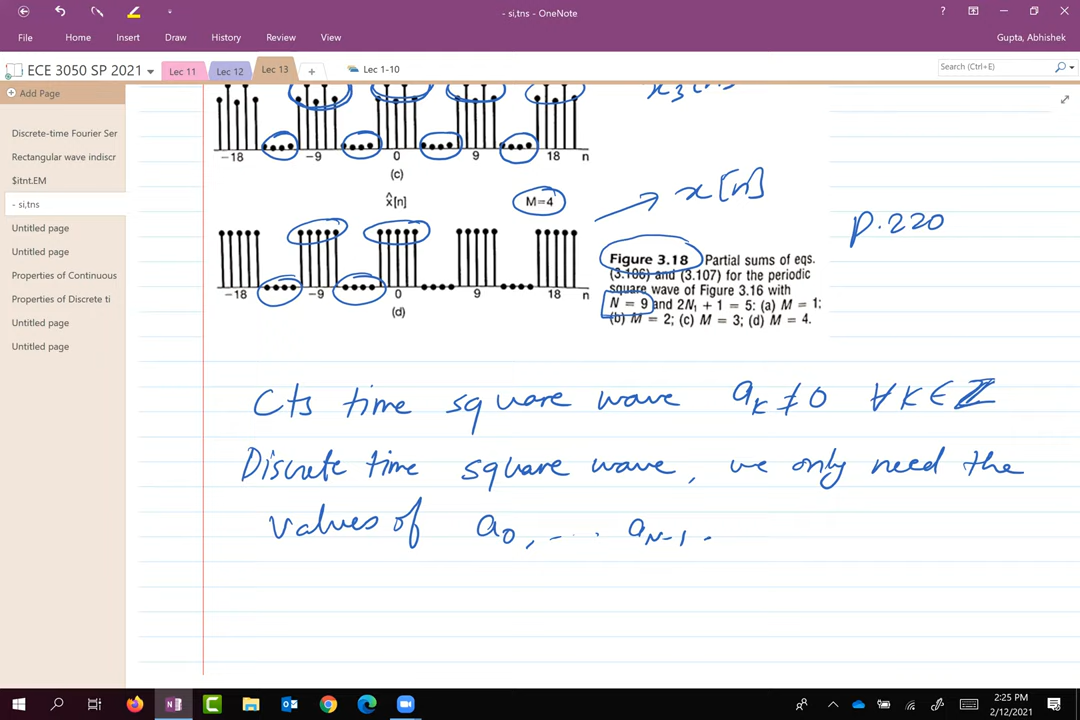 - si,tns - OneNote
?
File Home Insert Draw History Review View
Gupta, Abhishek
ECE 3050 SP 2021 Lec 11 Lec 12 Lec 13 + Lec 1-10
Search (Ctrl+E)
Add Page
Discrete-time Fourier Ser
Rectangular wave indiscr
$itnt.EM
- si,tns
Untitled page
Untitled page
Properties of Continuous
Properties of Discrete ti
Untitled page
Untitled page
x₃[n]
-18 -9 0 9 18 n
(c)
x̂[n] M=4
x[n]
p.220
-18 -9 0 9 18 n
(d)
Figure 3.18 Partial sums of eqs.
(3.106) and (3.107) for the periodic
square wave of Figure 3.16 with
N = 9 and 2N₁ + 1 = 5: (a) M = 1;
(b) M = 2; (c) M = 3; (d) M = 4.
Cts time square wave aₖ ≠ 0 ∀ K ∈ ℤ
Discrete time square wave, we only need the
values of a₀, .... a_N-1.
2:25 PM
2/12/2021